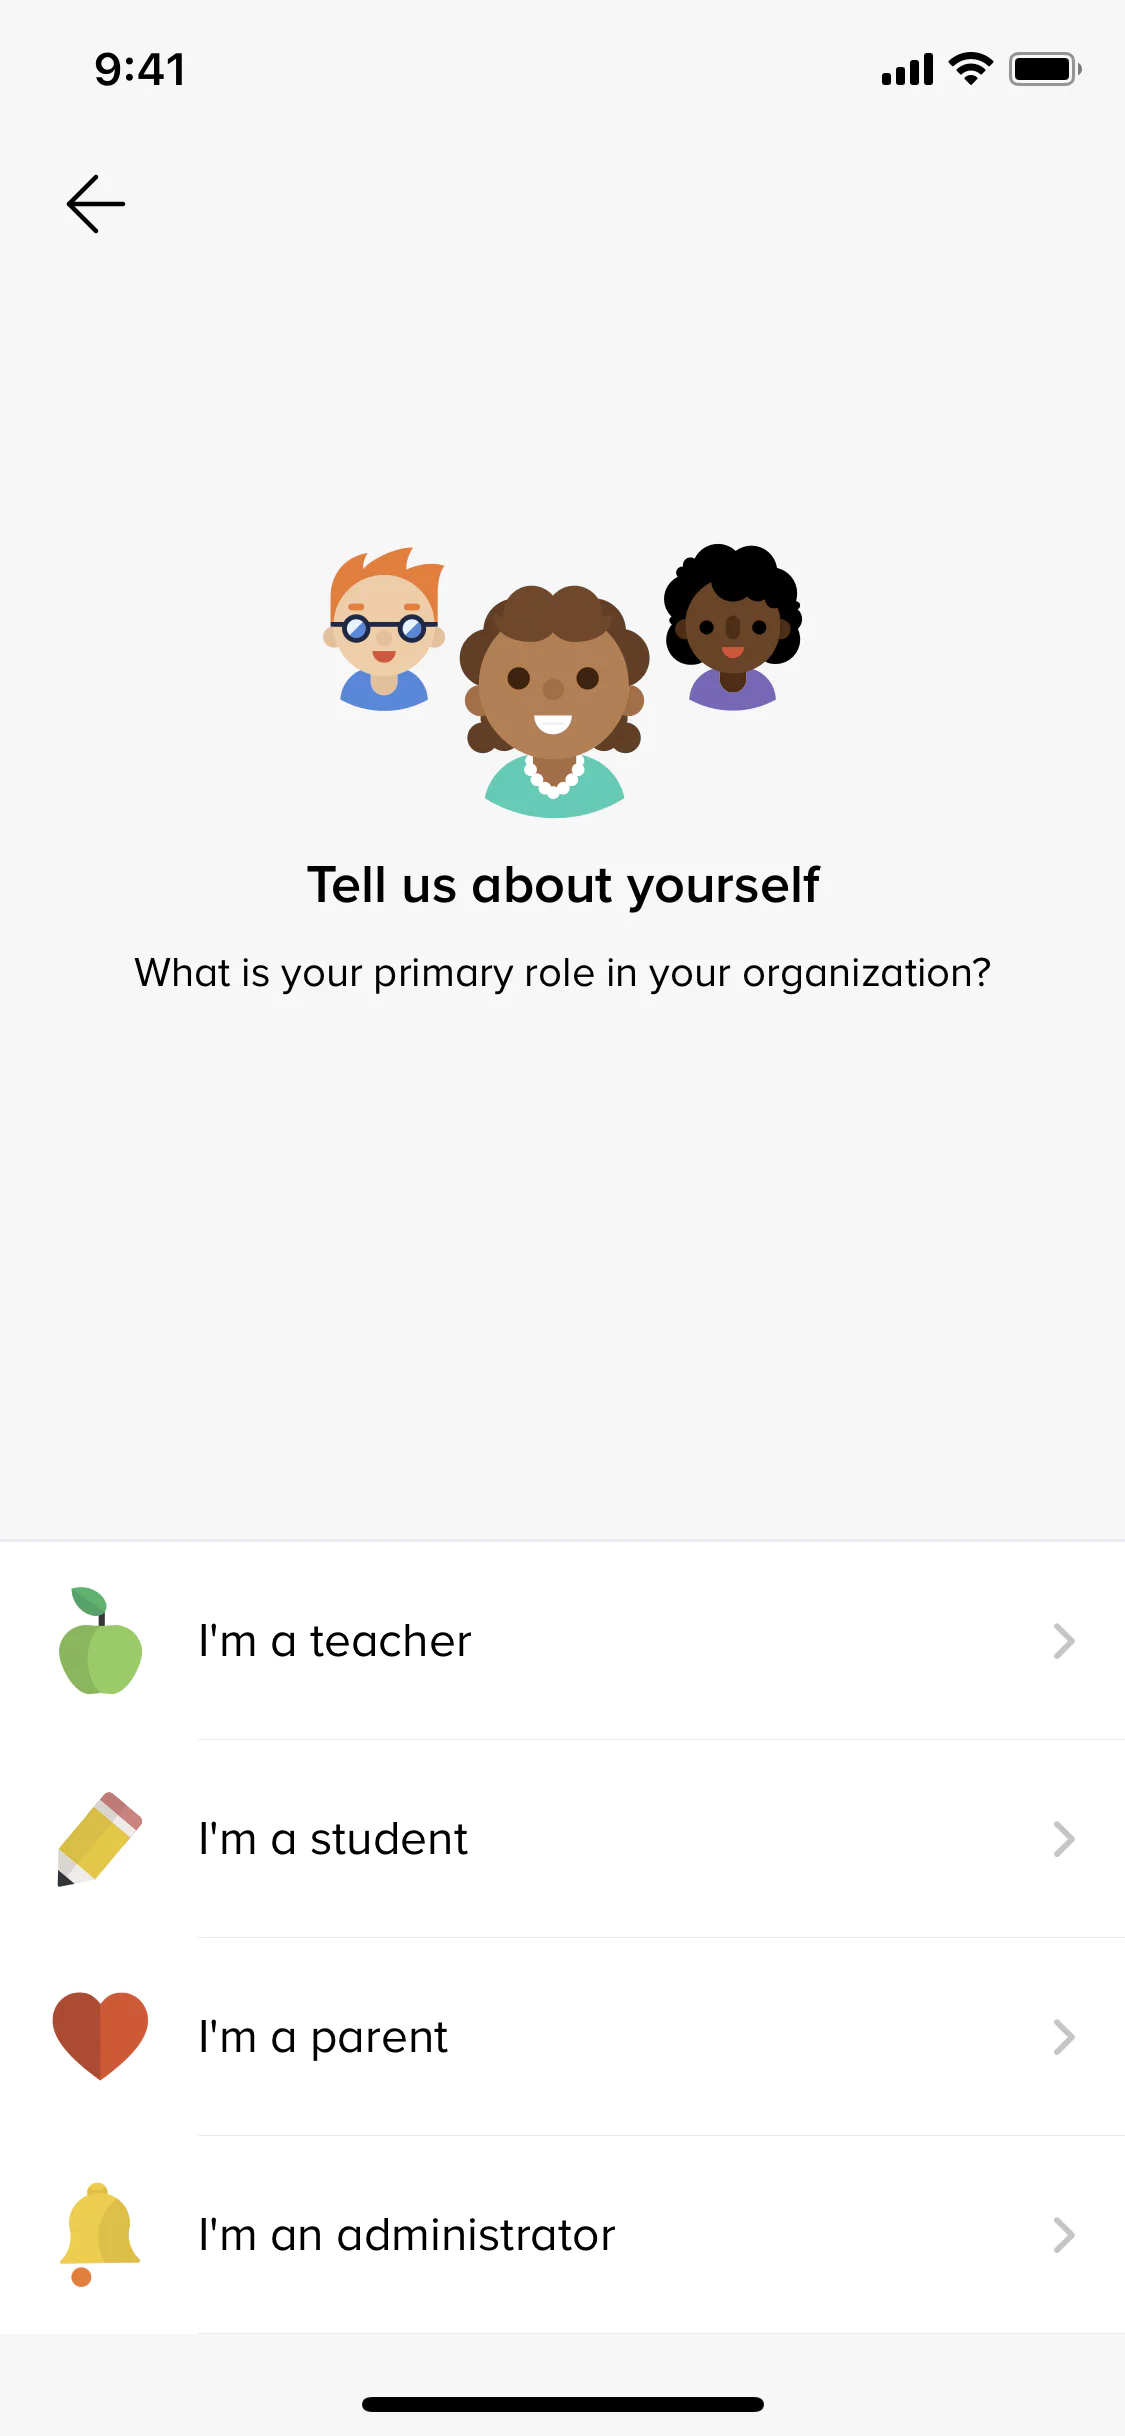 9:41
Tell us about yourself
What is your primary role in your organization?
I'm a teacher
I'm a student
I'm a parent
I'm an administrator